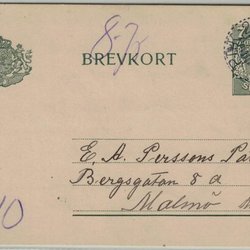 8-7
BREVKORT
E. A. Perssons
Bergsgatan 8 a
Malmö
10